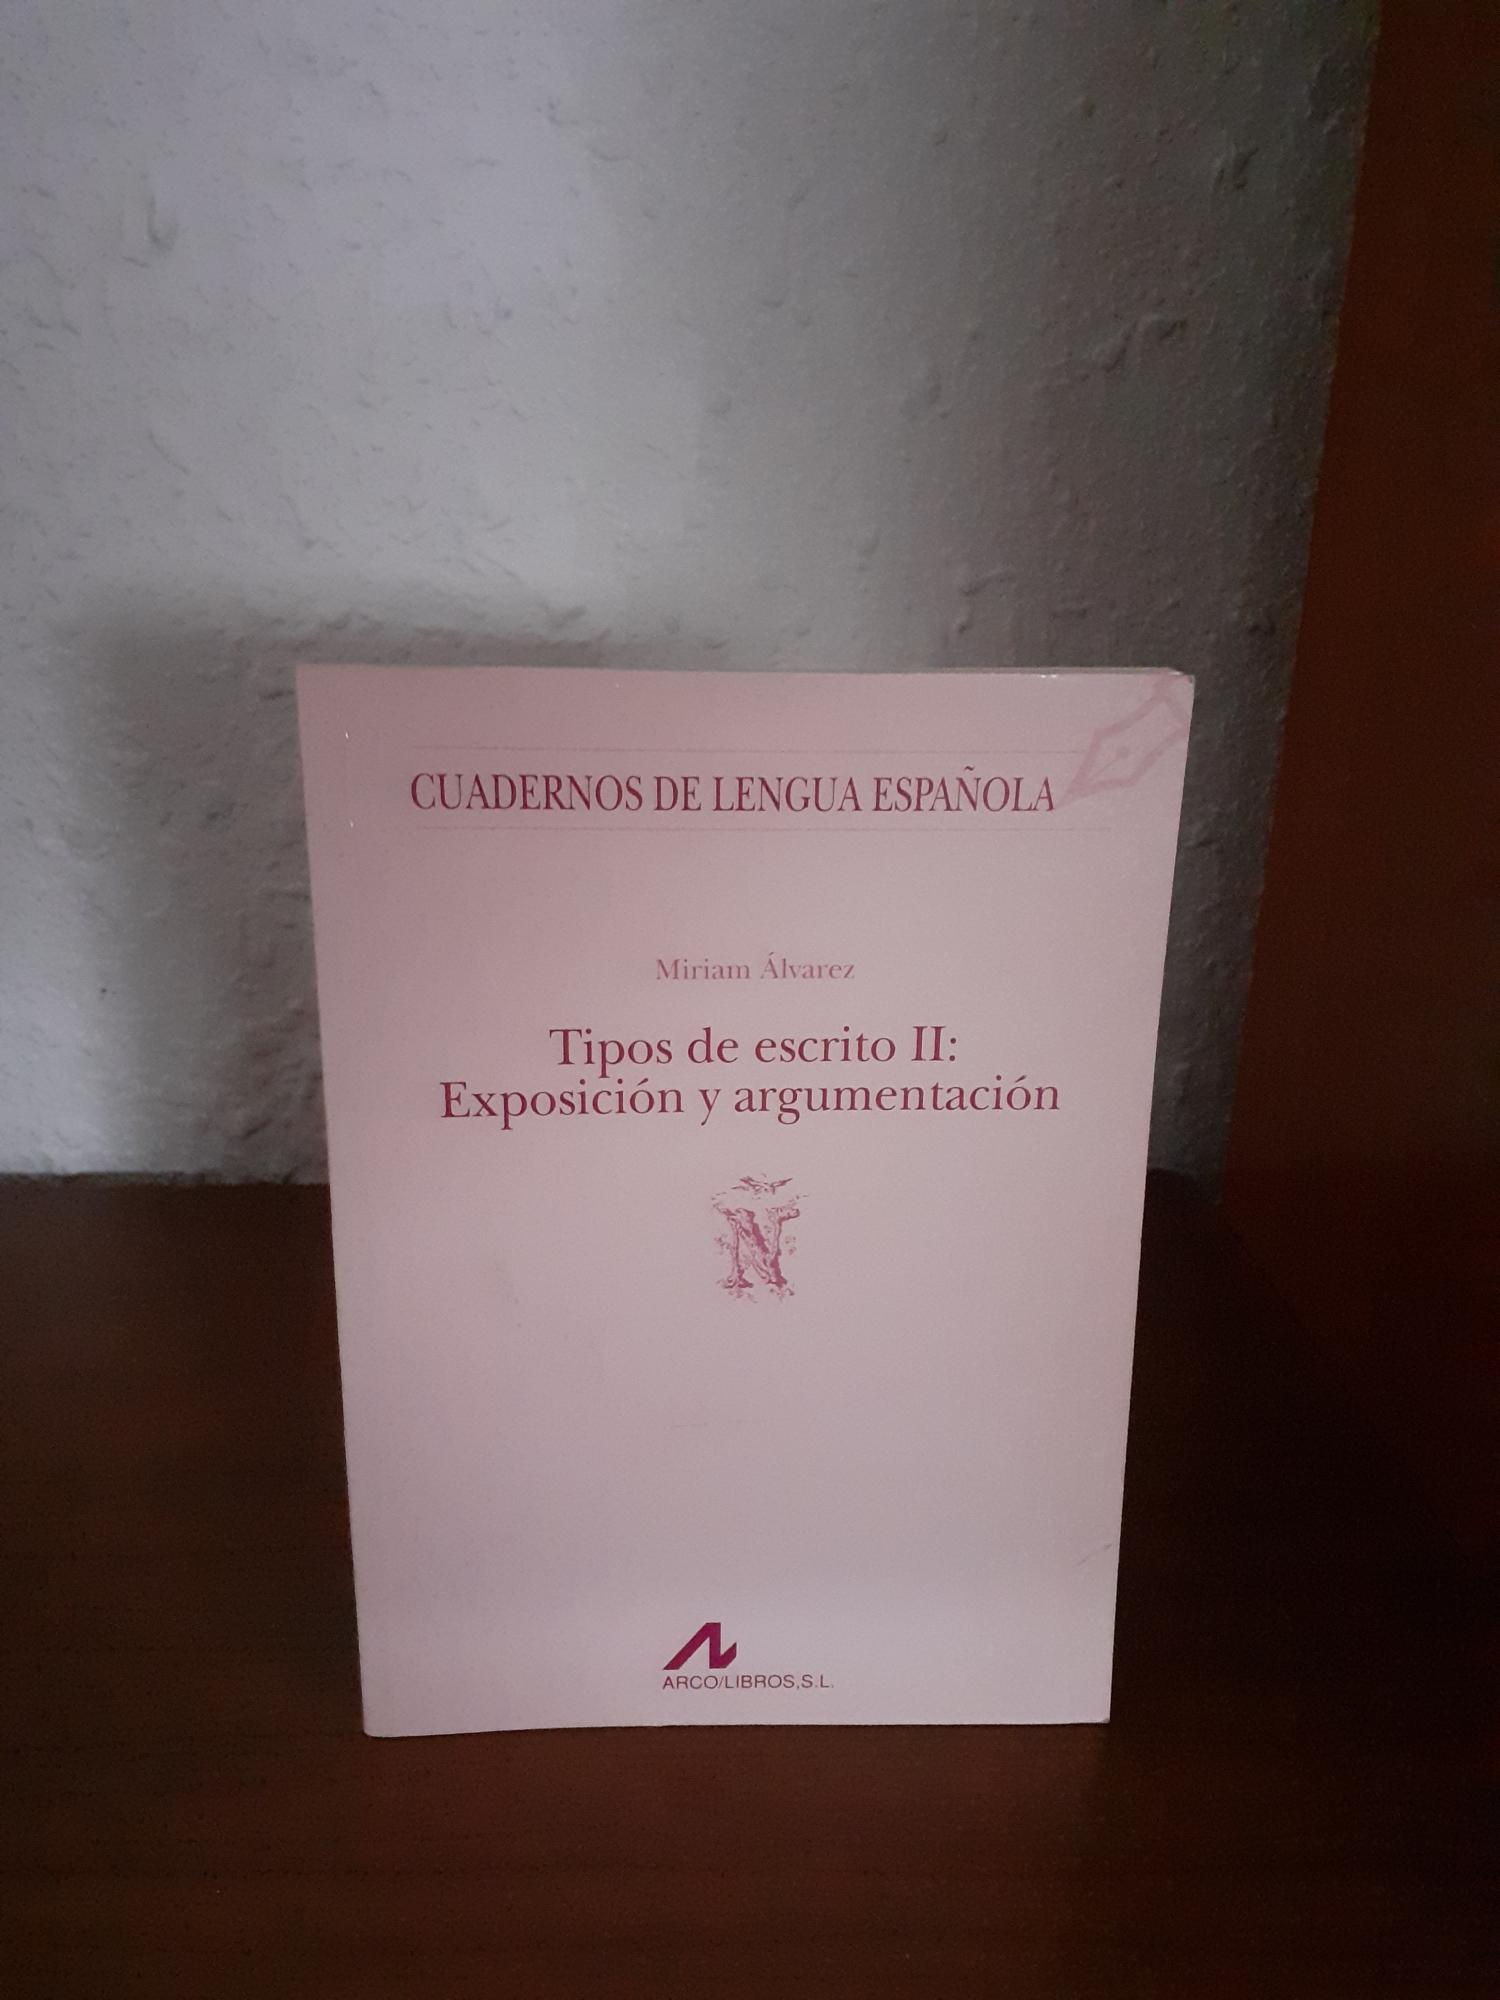 CUADERNOS DE LENGUA ESPAÑOLA
Miriam Álvarez
Tipos de escrito II:
Exposición y argumentación
Ñ
ARCO/LIBROS,S.L.